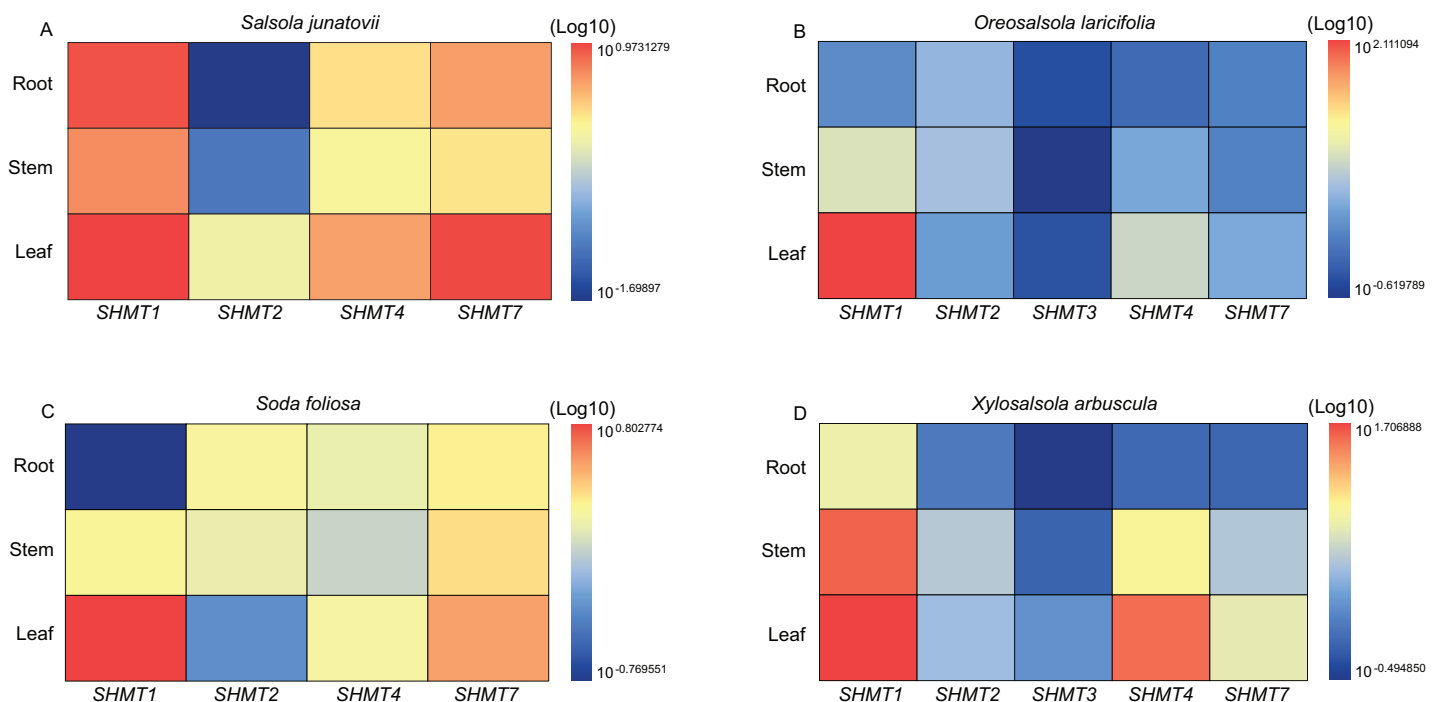 A
Salsola junatovii
(Log10)
10^0.9731279
Root
Stem
Leaf
10^-1.69897
SHMT1 SHMT2 SHMT4 SHMT7
B
Oreosalsola laricifolia
(Log10)
10^2.111094
Root
Stem
Leaf
10^-0.619789
SHMT1 SHMT2 SHMT3 SHMT4 SHMT7
C
Soda foliosa
(Log10)
10^0.802774
Root
Stem
Leaf
10^-0.769551
SHMT1 SHMT2 SHMT4 SHMT7
D
Xylosalsola arbuscula
(Log10)
10^1.706888
Root
Stem
Leaf
10^-0.494850
SHMT1 SHMT2 SHMT3 SHMT4 SHMT7